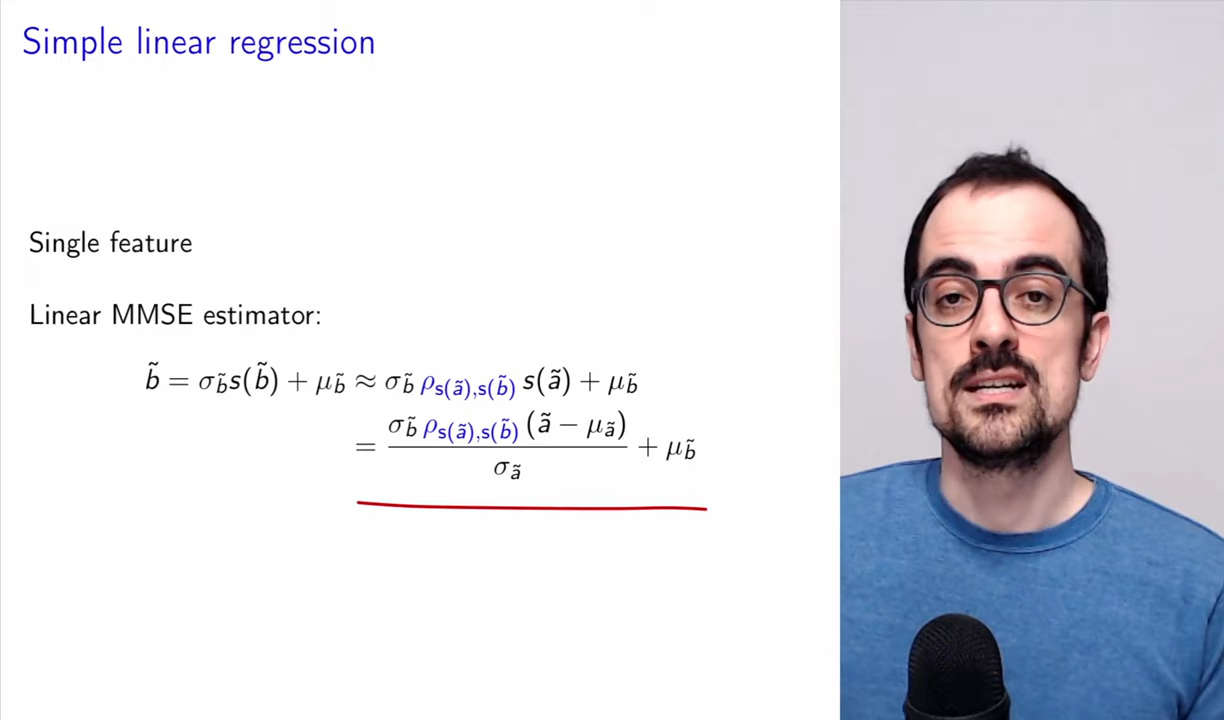 Simple linear regression
Single feature
Linear MMSE estimator:
b̃ = σ_b̃ s(b̃) + μ_b̃ ≈ σ_b̃ ρ_s(ã),s(b̃) s(ã) + μ_b̃
= σ_b̃ ρ_s(ã),s(b̃) (ã − μ_ã) / σ_ã + μ_b̃